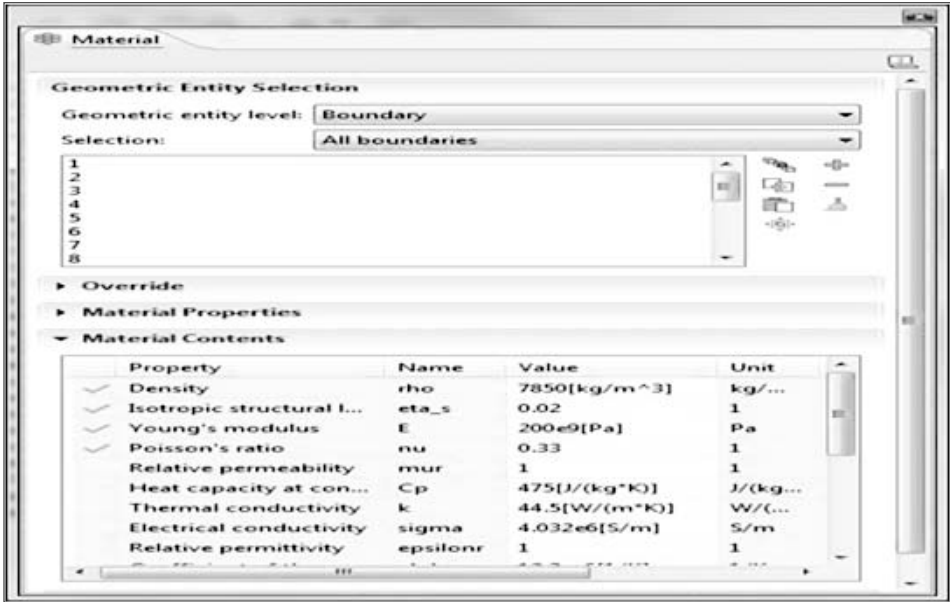 Material
Geometric Entity Selection
Geometric entity level: Boundary
Selection: All boundaries
1
2
3
4
5
6
7
8
Override
Material Properties
Material Contents
Property Name Value Unit
Density rho 7850[kg/m^3] kg/...
Isotropic structural l... eta_s 0.02 1
Young's modulus E 200e9[Pa] Pa
Poisson's ratio nu 0.33 1
Relative permeability mur 1 1
Heat capacity at con... Cp 475[J/(kg*K)] J/(kg...
Thermal conductivity k 44.5[W/(m*K)] W/(...
Electrical conductivity sigma 4.032e6[S/m] S/m
Relative permittivity epsilonr 1 1